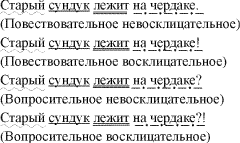 Старый сундук лежит на чердаке.
(Повествовательное невосклицательное)
Старый сундук лежит на чердаке!
(Повествовательное восклицательное)
Старый сундук лежит на чердаке?
(Вопросительное невосклицательное)
Старый сундук лежит на чердаке?!
(Вопросительное восклицательное)